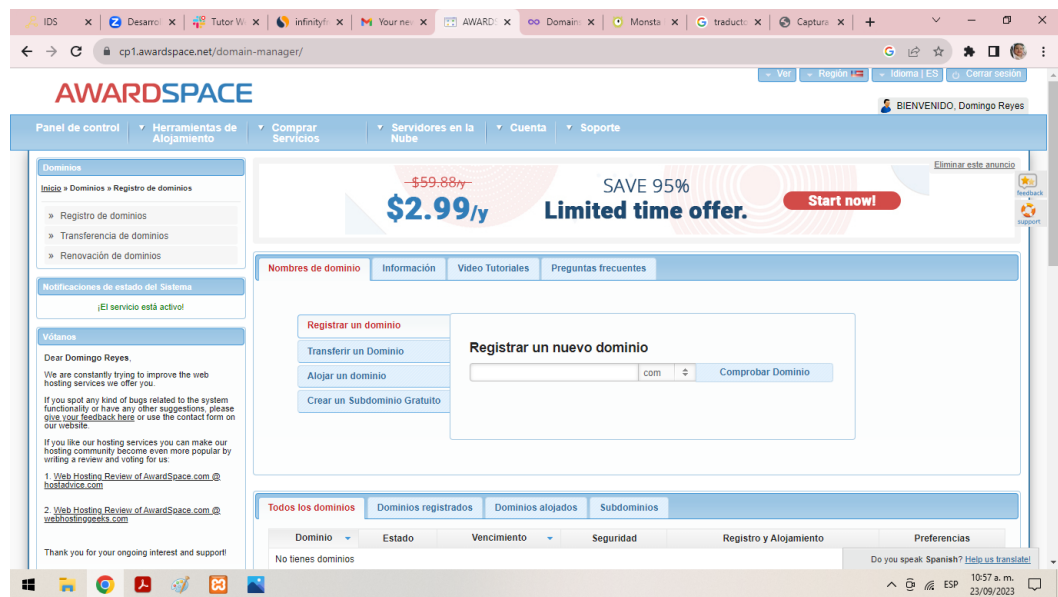 IDS
Desarrol
Tutor W
infinityfr
Your nev
AWARDS
Domain
Monsta
traducto
Captura
cp1.awardspace.net/domain-manager/
Ver
Región
Idioma | ES
Cerrar sesión
AWARDSPACE
BIENVENIDO, Domingo Reyes
Panel de control
Herramientas de
Alojamiento
Comprar
Servicios
Servidores en la
Nube
Cuenta
Soporte
Dominios
Inicio » Dominios » Registro de dominios
» Registro de dominios
» Transferencia de dominios
» Renovación de dominios
Notificaciones de estado del Sistema
¡El servicio está activo!
Vótanos
Dear Domingo Reyes,
We are constantly trying to improve the web
hosting services we offer you.
If you spot any kind of bugs related to the system
functionality or have any other suggestions, please
give your feedback here or use the contact form on
our website.
If you like our hosting services you can make our
hosting community become even more popular by
writing a review and voting for us:
1. Web Hosting Review of AwardSpace.com @
hostadvice.com
2. Web Hosting Review of AwardSpace.com @
webhostinggeeks.com
Thank you for your ongoing interest and support!
Eliminar este anuncio
$59.88/y
$2.99/y
SAVE 95%
Limited time offer.
Start now!
feedback
support
Nombres de dominio
Información
Video Tutoriales
Preguntas frecuentes
Registrar un dominio
Transferir un Dominio
Alojar un dominio
Crear un Subdominio Gratuito
Registrar un nuevo dominio
com
Comprobar Dominio
Todos los dominios
Dominios registrados
Dominios alojados
Subdominios
Dominio
Estado
Vencimiento
Seguridad
Registro y Alojamiento
Preferencias
No tienes dominios
Do you speak Spanish? Help us translate!
ESP
10:57 a. m.
23/09/2023